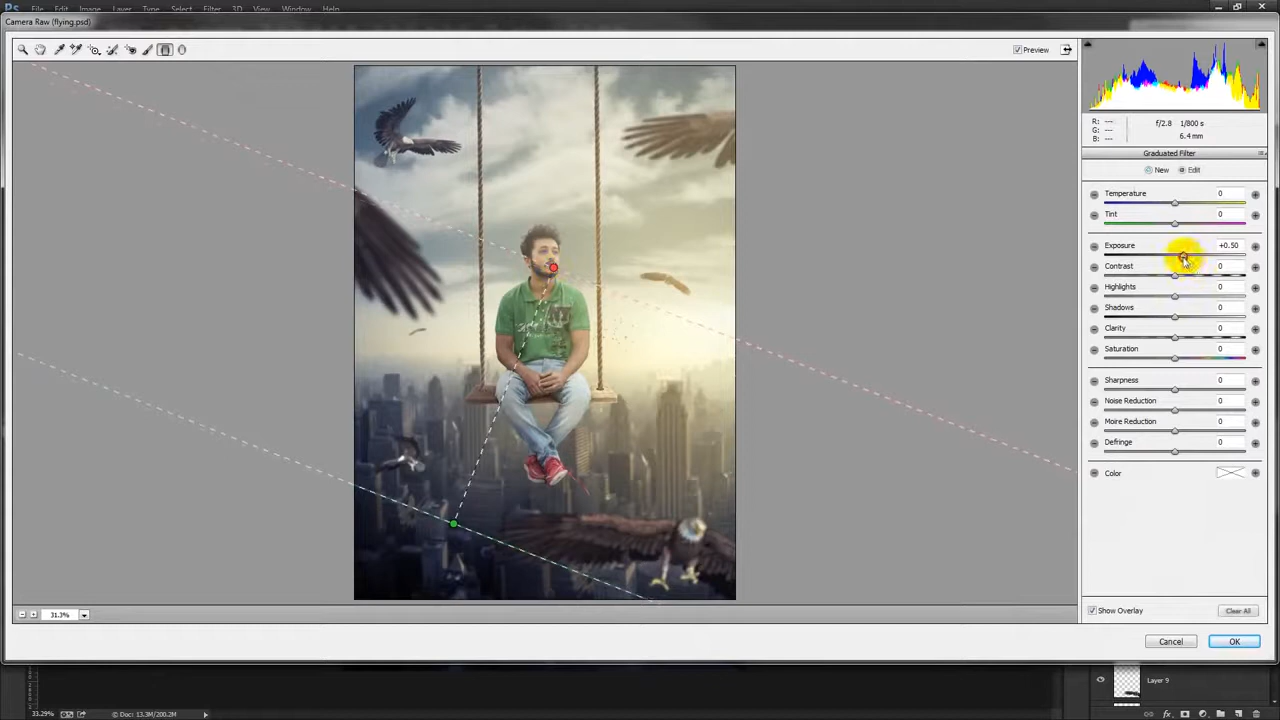 Ps File Edit Image Layer Type Select Filter 3D View Window Help
Camera Raw (flying.psd)
Preview
R: ---
G: ---
B: ---
f/2.8 1/800 s
6.4 mm
Graduated Filter
New Edit
Temperature 0
Tint 0
Exposure +0.50
Contrast 0
Highlights 0
Shadows 0
Clarity 0
Saturation 0
Sharpness 0
Noise Reduction 0
Moire Reduction 0
Defringe 0
Color
31.3%
Show Overlay Clear All
Cancel OK
Layer 9
33.29% Doc: 13.3M/200.2M
fx